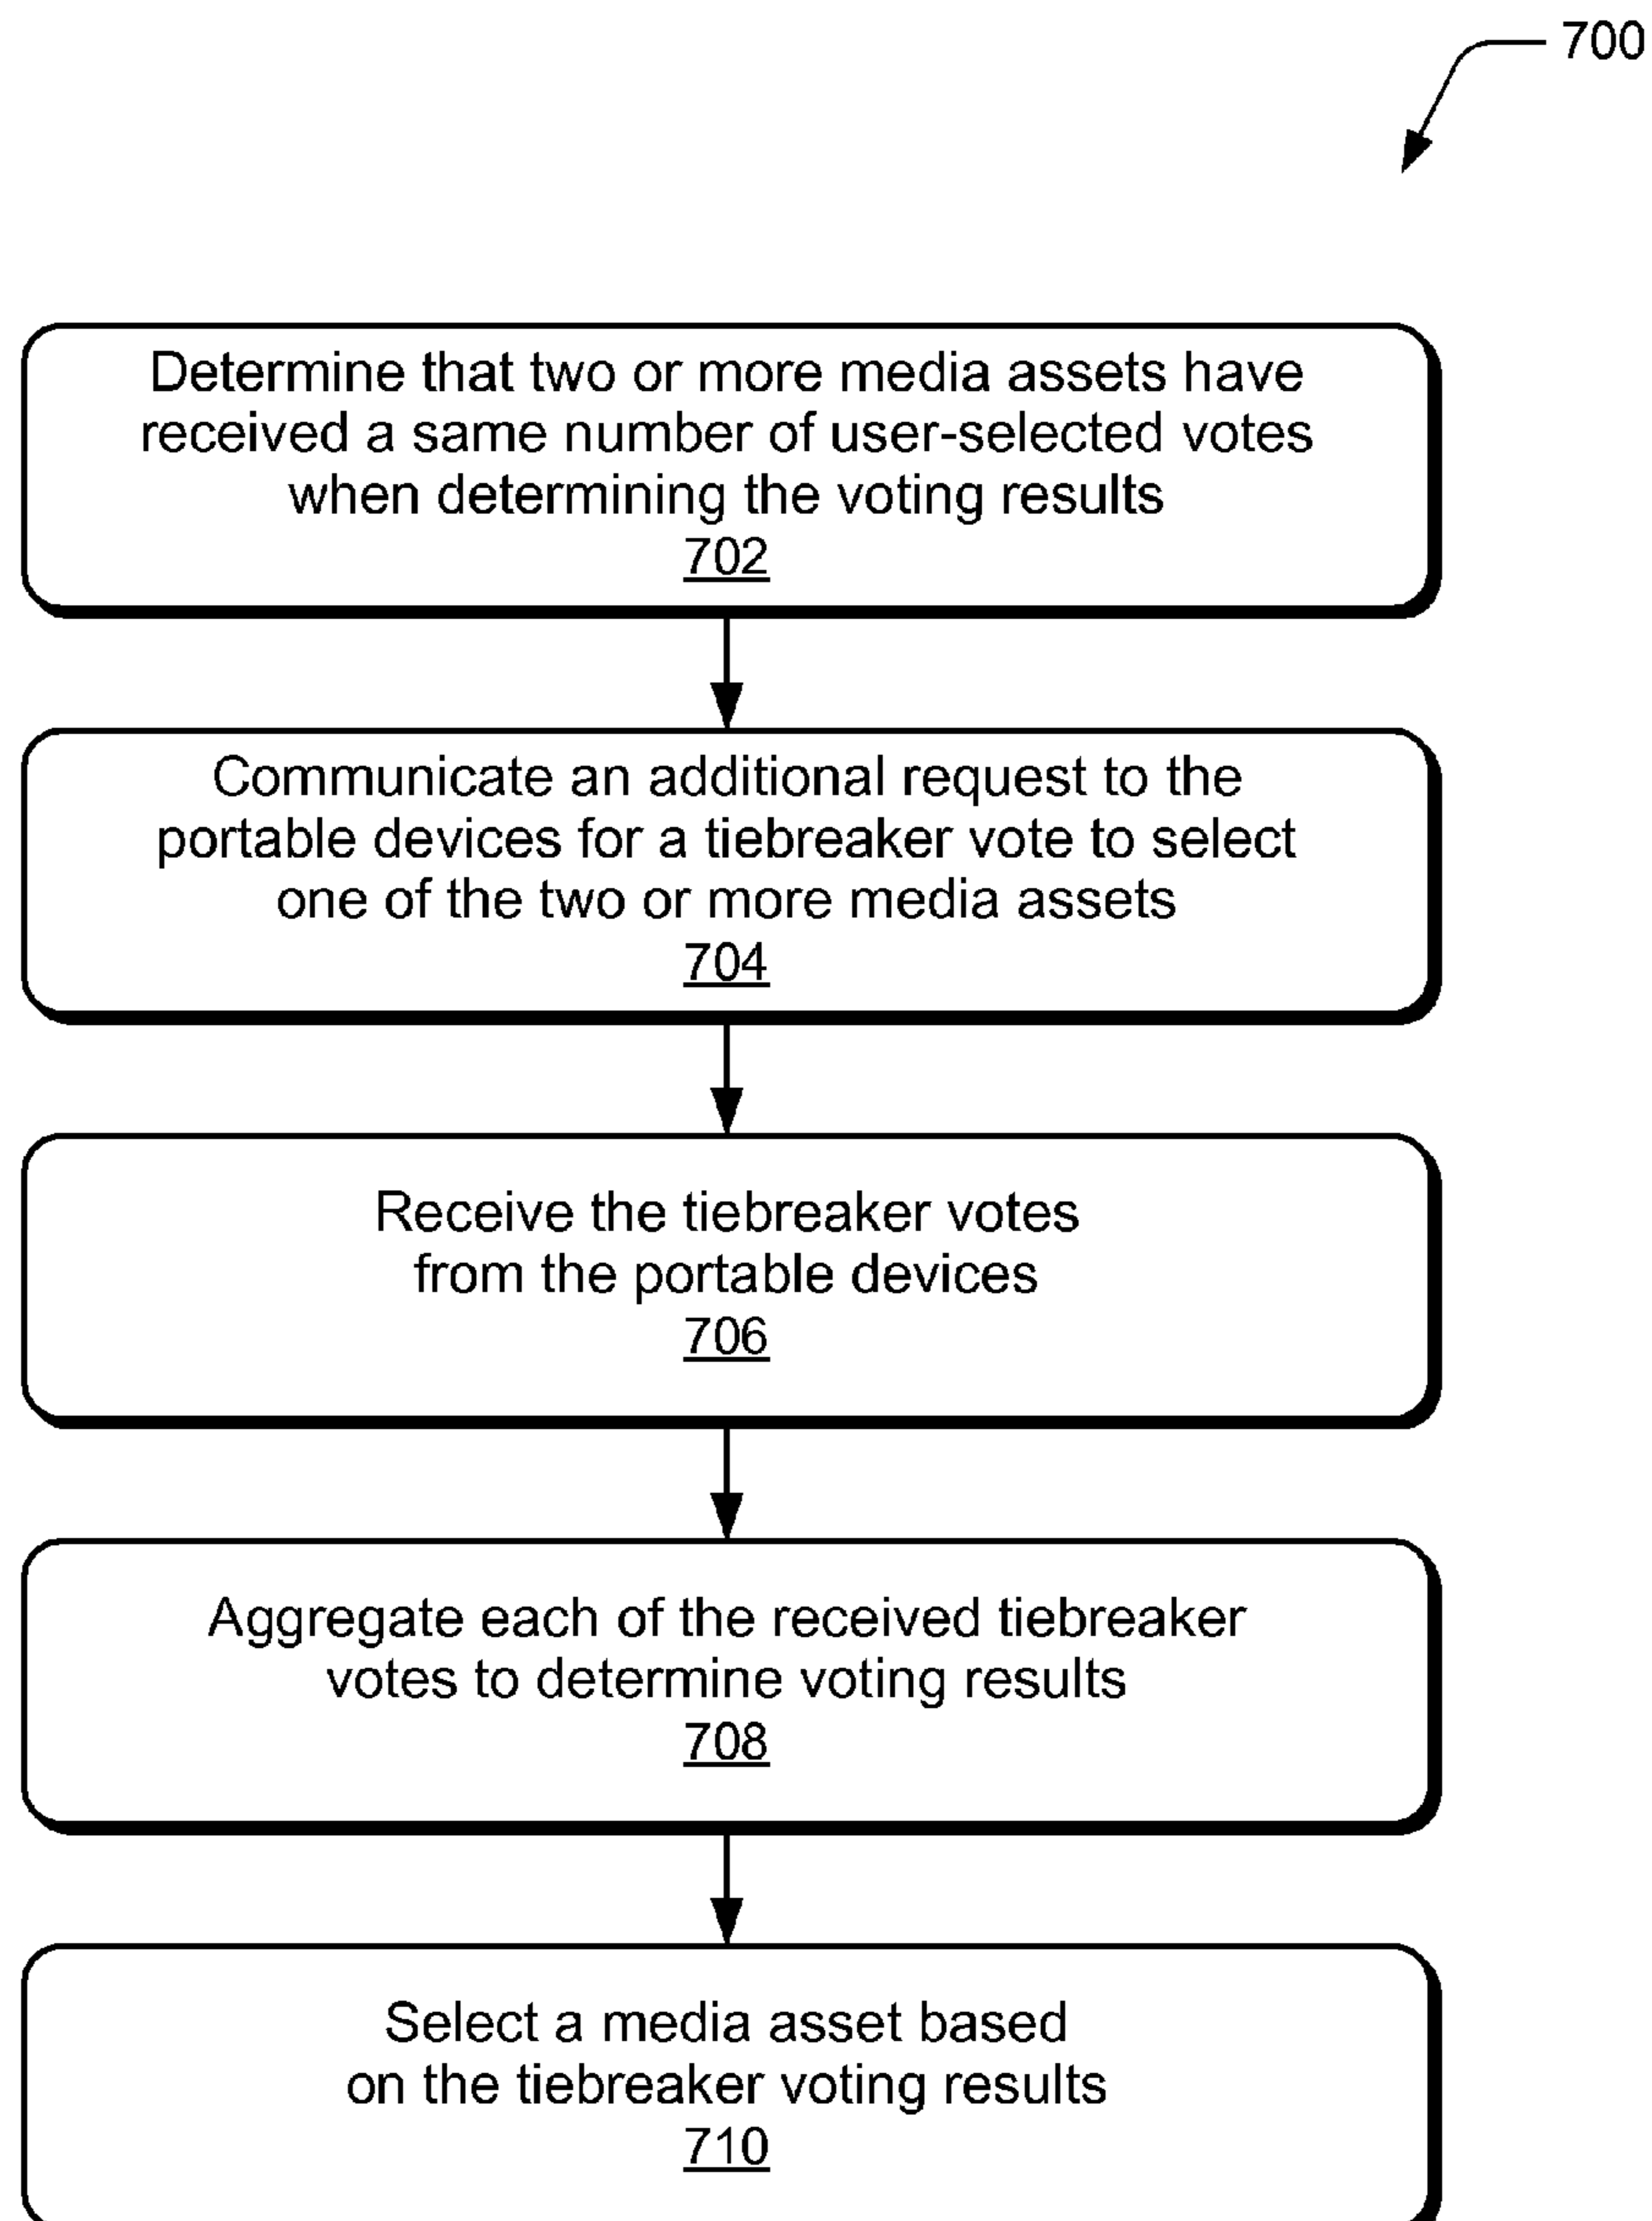 700
Determine that two or more media assets have
received a same number of user-selected votes
when determining the voting results
702
Communicate an additional request to the
portable devices for a tiebreaker vote to select
one of the two or more media assets
704
Receive the tiebreaker votes
from the portable devices
706
Aggregate each of the received tiebreaker
votes to determine voting results
708
Select a media asset based
on the tiebreaker voting results
710